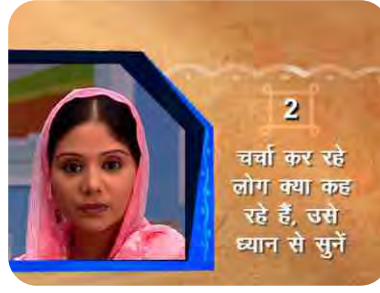 2
चर्चा कर रहे
लोग क्या कह
रहे हैं, उसे
ध्यान से सुनें